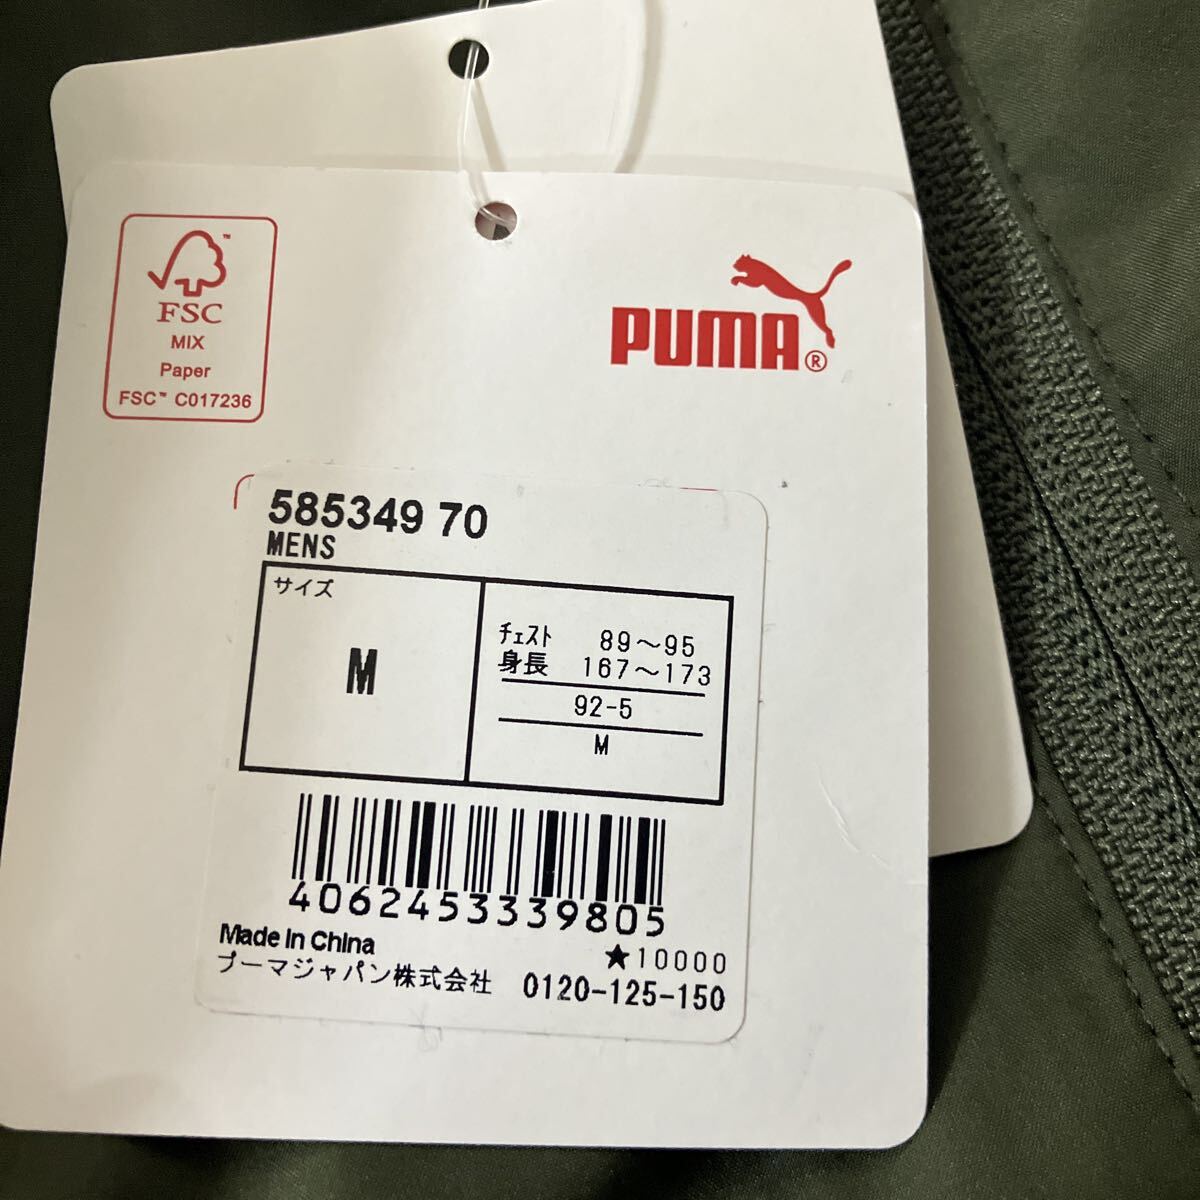 FSC™
MIX
Paper
FSC™ C017236
PUMA®
585349 70
MENS
サイズ
M
ﾁｪｽﾄ 89～95
身長 167～173
92-5
M
4062453339805
Made in China
★10000
プーマジャパン株式会社 0120-125-150